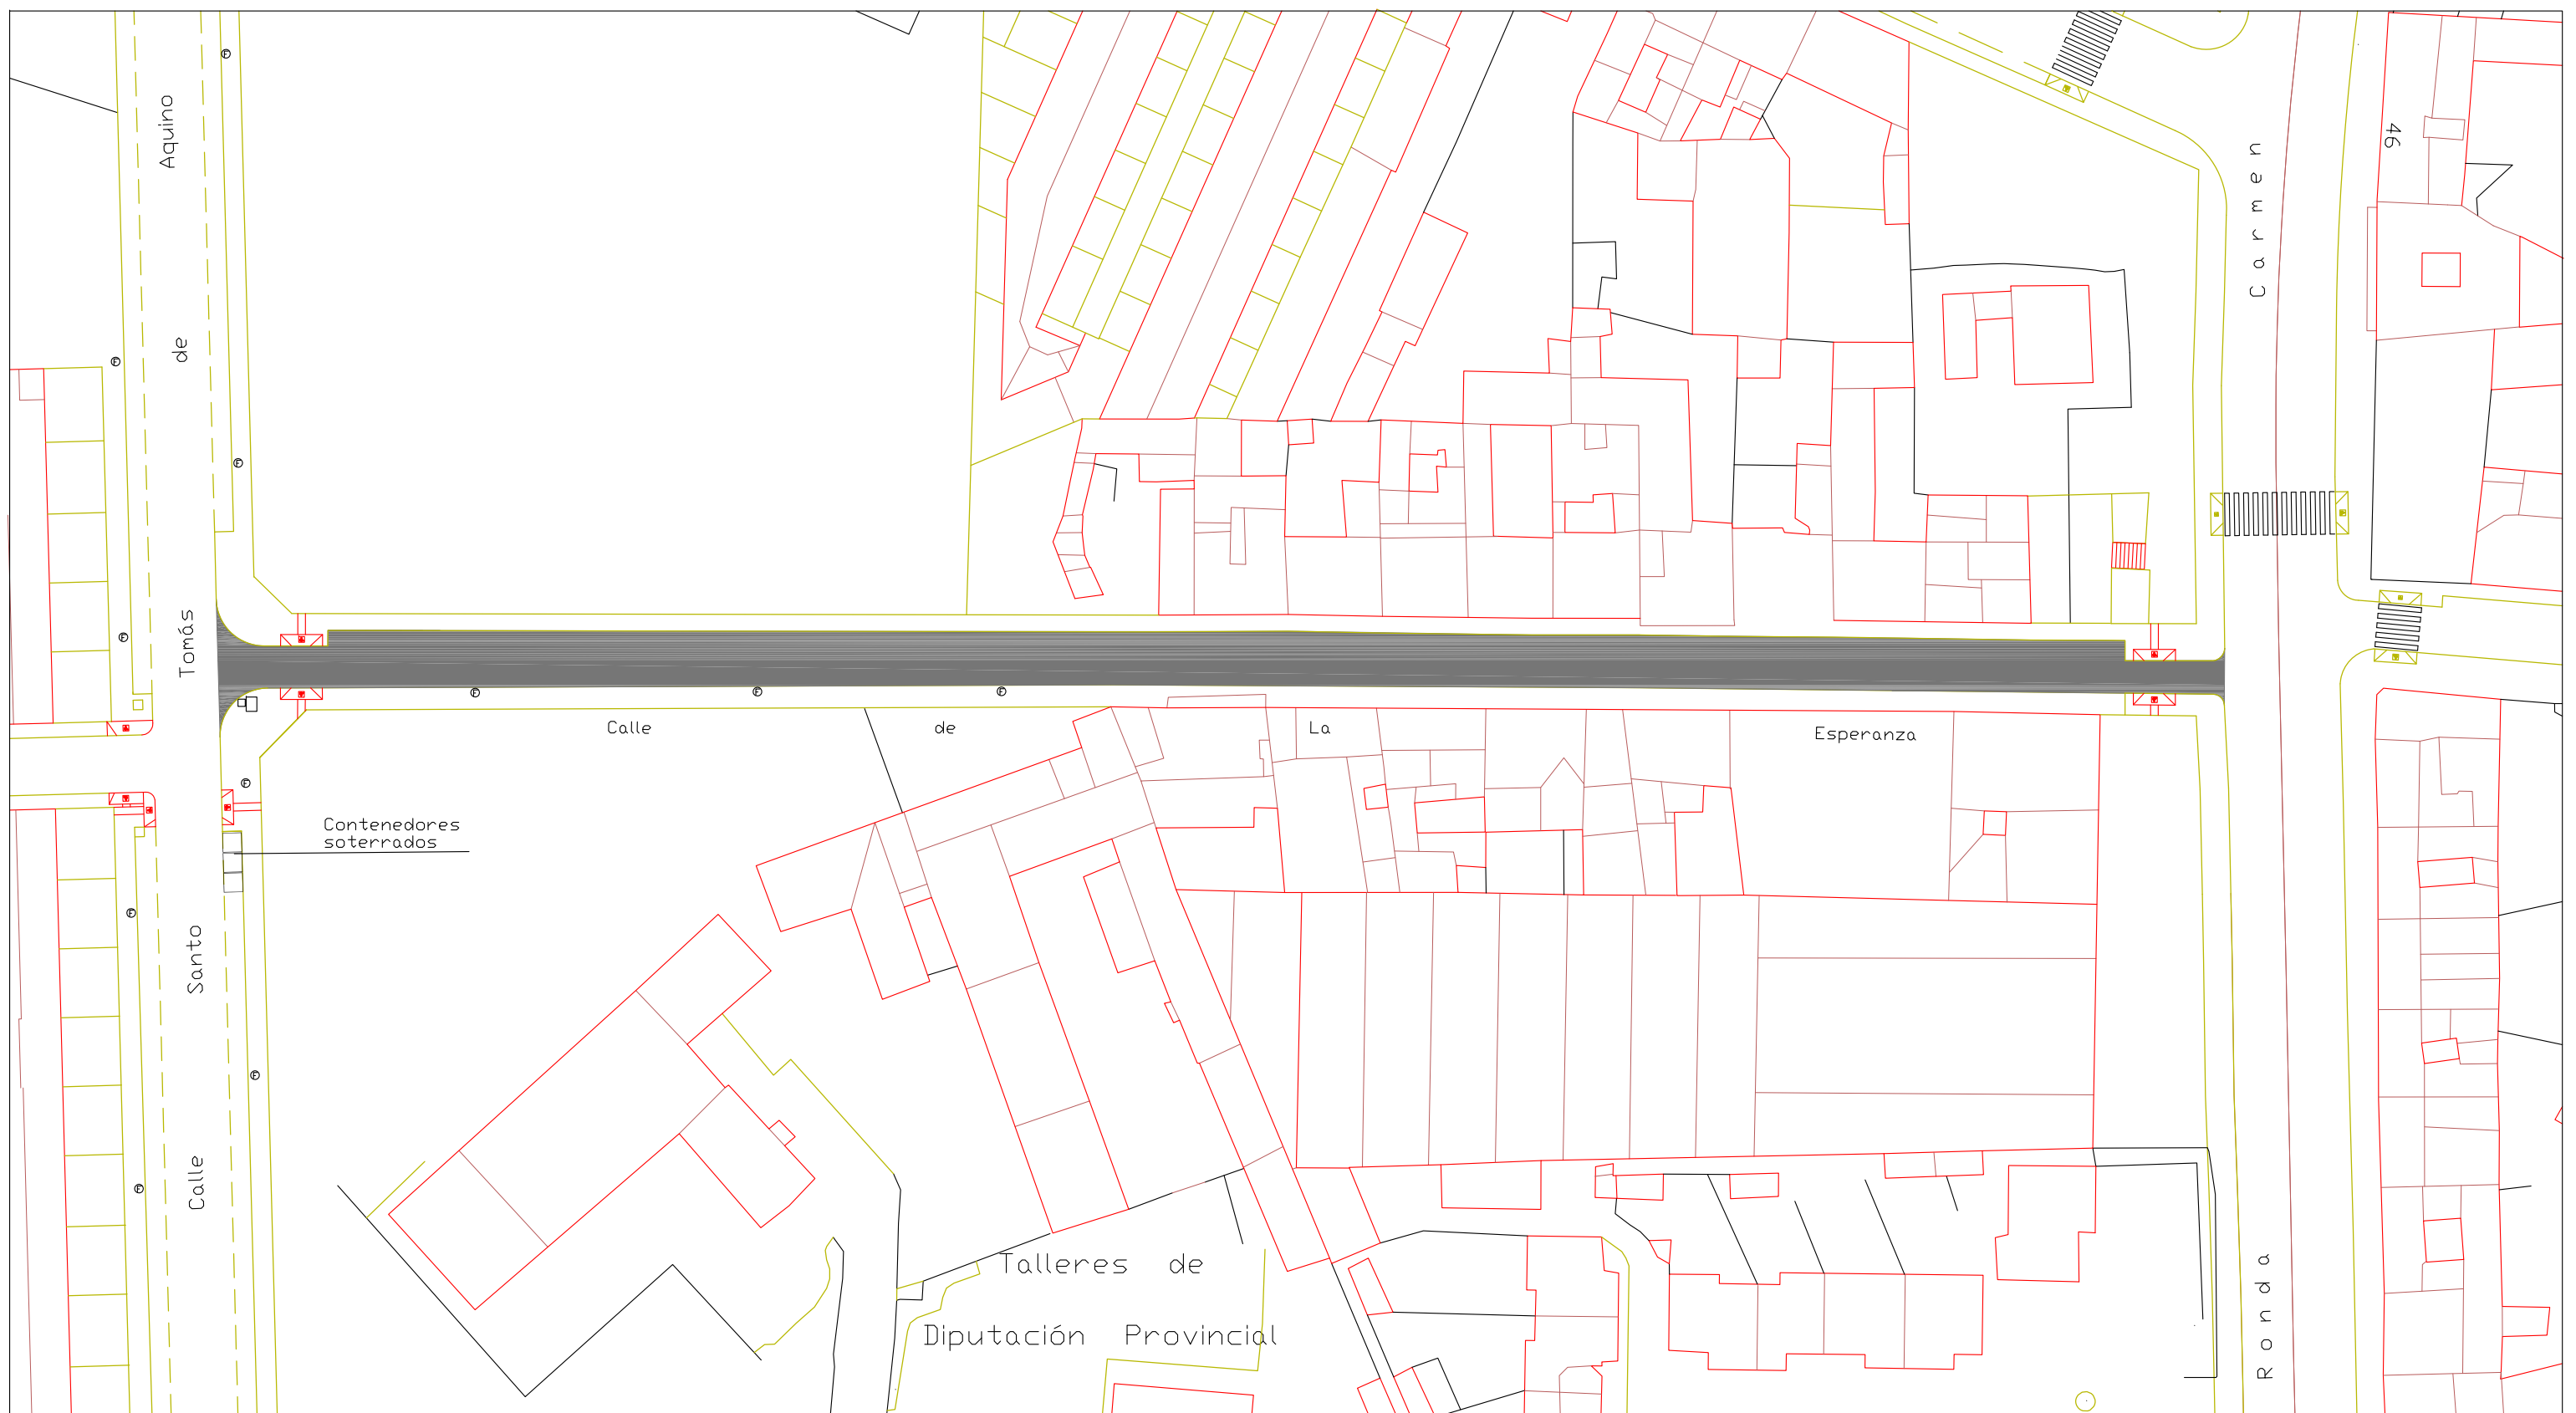 Calle Santo Tomás de Aquino
Ronda Carmen
46
Calle de La Esperanza
Contenedores
soterrados
Talleres de
Diputación Provincial